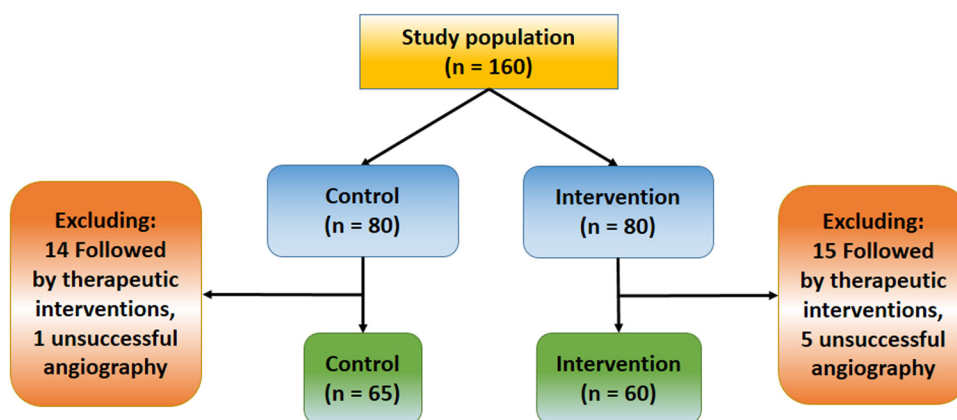 Study population
(n = 160)
Control
(n = 80)
Intervention
(n = 80)
Excluding:
14 Followed
by therapeutic
interventions,
1 unsuccessful
angiography
Excluding:
15 Followed
by therapeutic
interventions,
5 unsuccessful
angiography
Control
(n = 65)
Intervention
(n = 60)